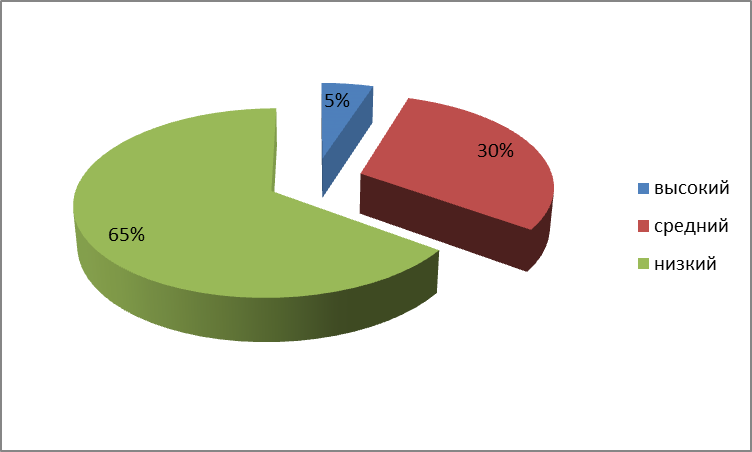 5%
30%
65%
высокий
средний
низкий